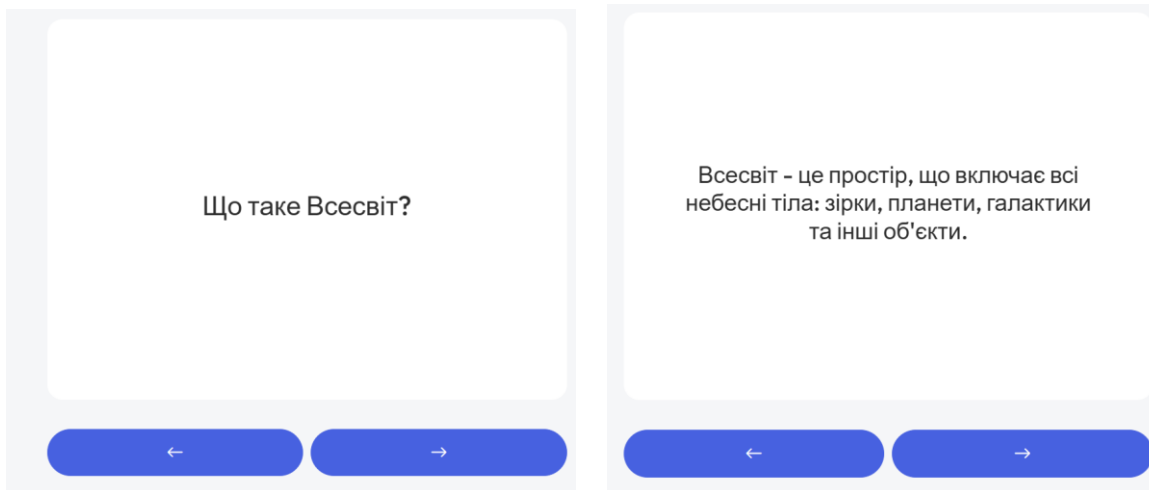 Що таке Всесвіт?
Всесвіт - це простір, що включає всі
небесні тіла: зірки, планети, галактики
та інші об'єкти.
← →
← →